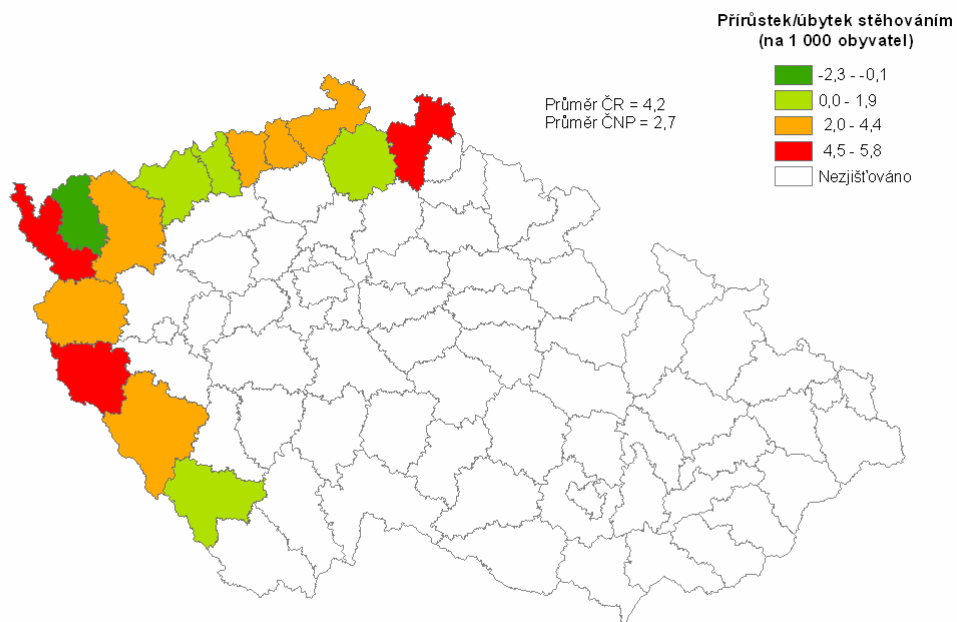 Přírůstek/úbytek stěhováním
(na 1 000 obyvatel)
-2,3 - -0,1
0,0 - 1,9
2,0 - 4,4
4,5 - 5,8
Nezjišťováno
Průměr ČR = 4,2
Průměr ČNP = 2,7